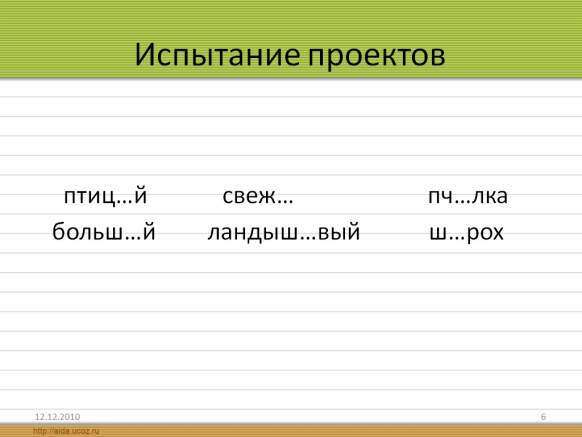 Испытание проектов
птиц…й свеж… пч…лка
больш…й ландыш…вый ш…рох
12.12.2010 6
http://aida.ucoz.ru